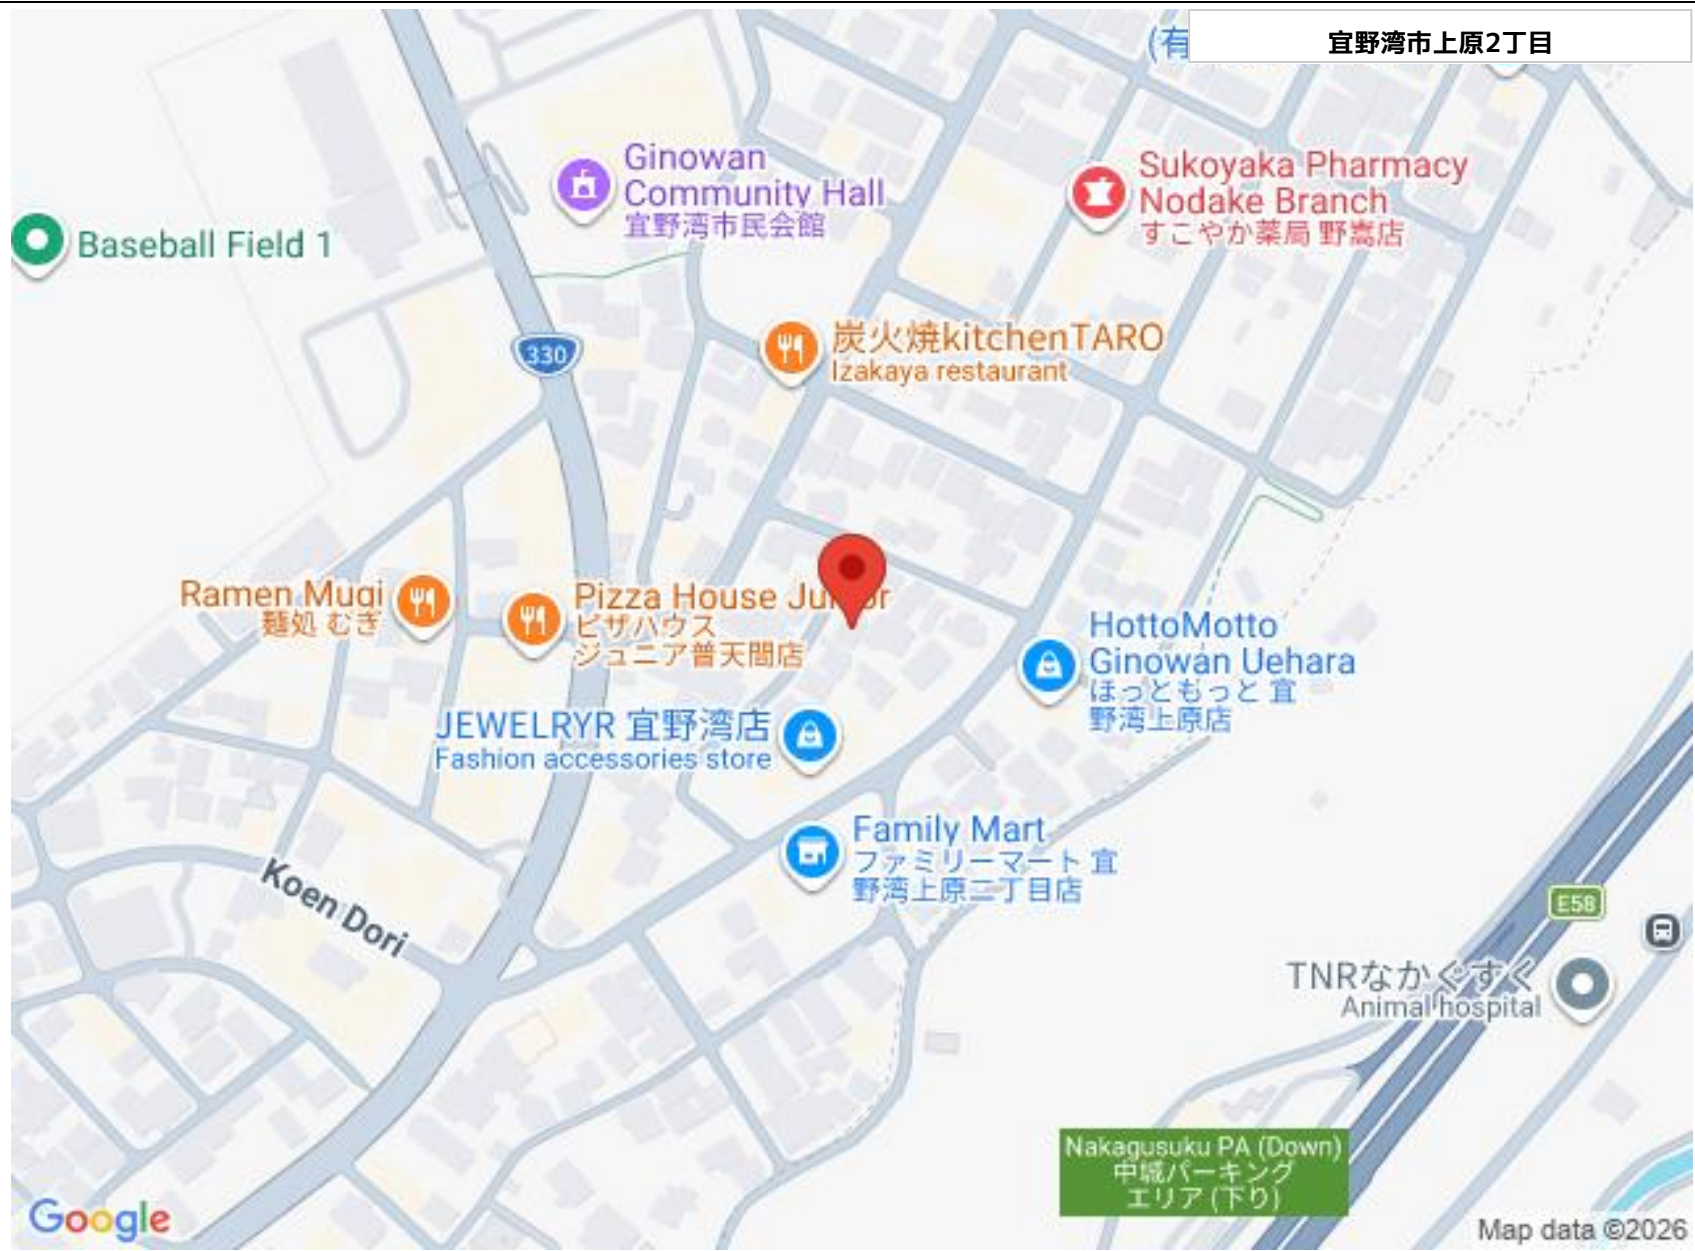 (有
宜野湾市上原2丁目
Ginowan
Community Hall
宜野湾市民会館
Sukoyaka Pharmacy
Nodake Branch
すこやか薬局 野嵩店
Baseball Field 1
330
炭火焼kitchenTARO
Izakaya restaurant
Ramen Mugi
麺処 むぎ
Pizza House Junior
ピザハウス
ジュニア普天間店
HottoMotto
Ginowan Uehara
ほっともっと 宜
野湾上原店
JEWELRYR 宜野湾店
Fashion accessories store
Family Mart
ファミリーマート 宜
野湾上原二丁目店
Koen Dori
E58
TNRなかぐすく
Animal hospital
Nakagusuku PA (Down)
中城パーキング
エリア (下り)
Google
Map data ©2026